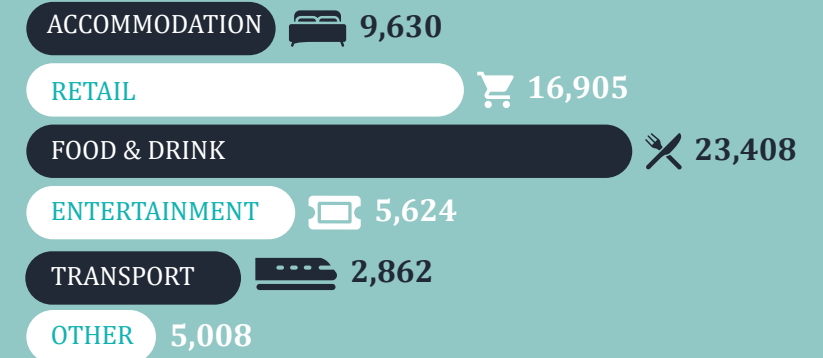 ACCOMMODATION 9,630
RETAIL 16,905
FOOD & DRINK 23,408
ENTERTAINMENT 5,624
TRANSPORT 2,862
OTHER 5,008